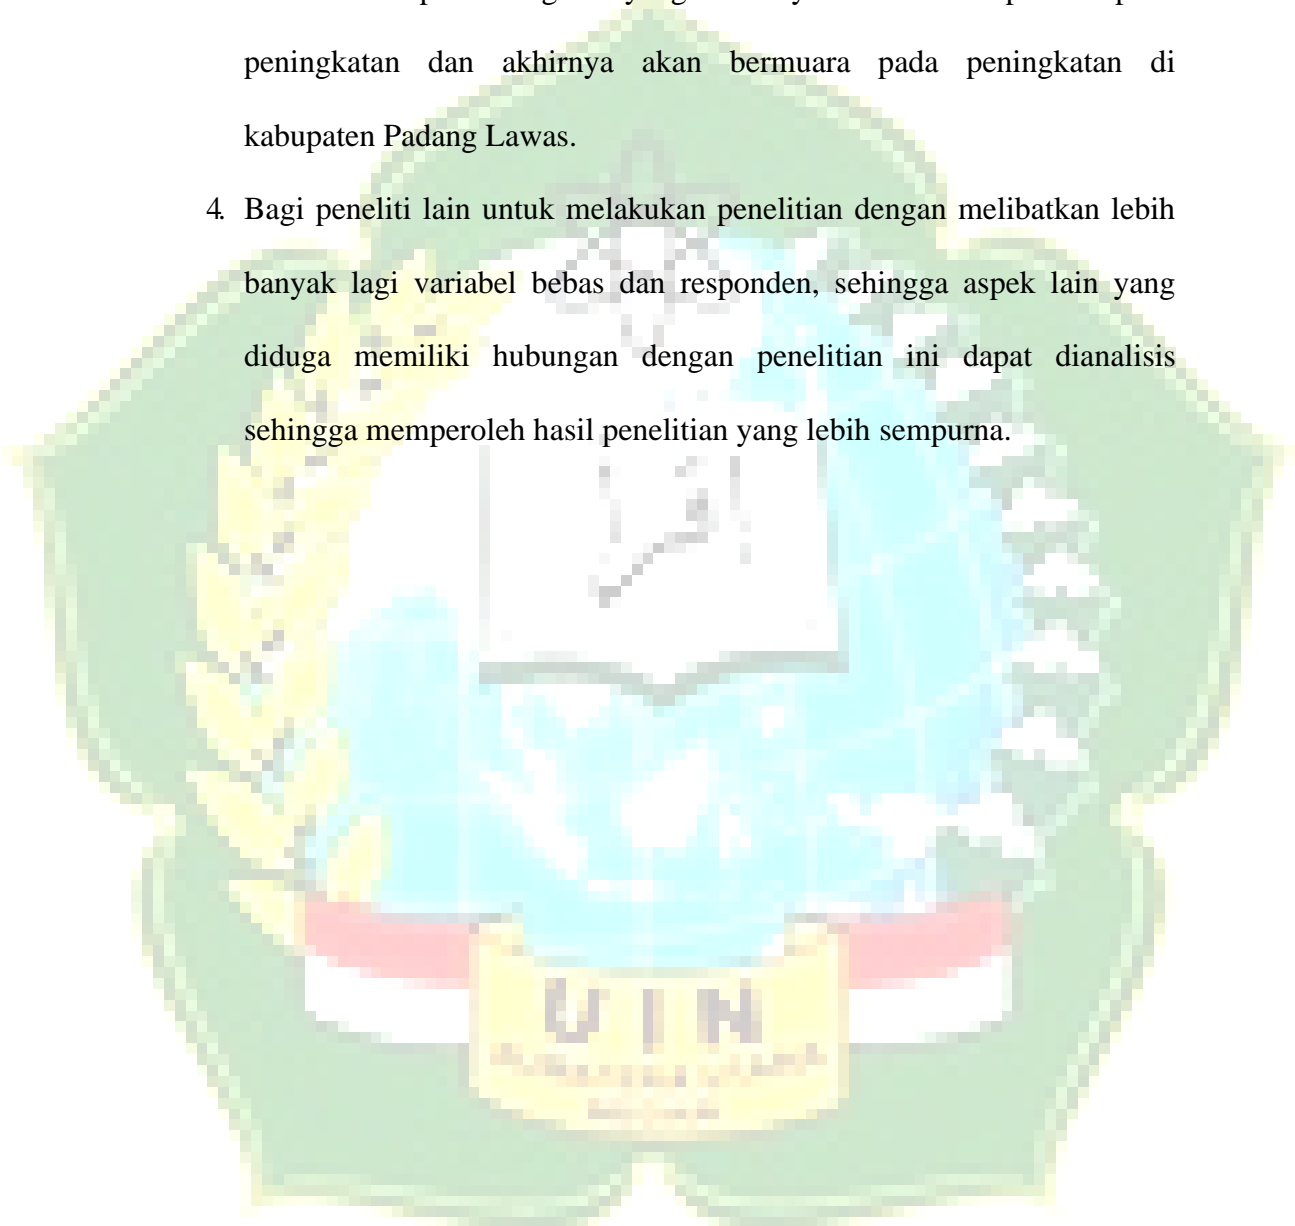 peningkatan dan akhirnya akan bermuara pada peningkatan di
kabupaten Padang Lawas.
4. Bagi peneliti lain untuk melakukan penelitian dengan melibatkan lebih
banyak lagi variabel bebas dan responden, sehingga aspek lain yang
diduga memiliki hubungan dengan penelitian ini dapat dianalisis
sehingga memperoleh hasil penelitian yang lebih sempurna.
UIN